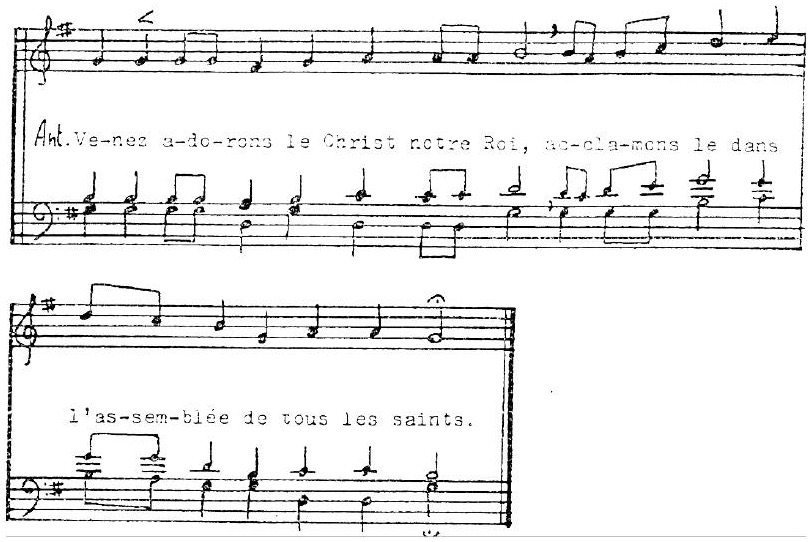 Ant. Ve-nez a-do-rons le Christ notre Roi, ac-cla-mons le dans
l'as-sem-blée de tous les saints.